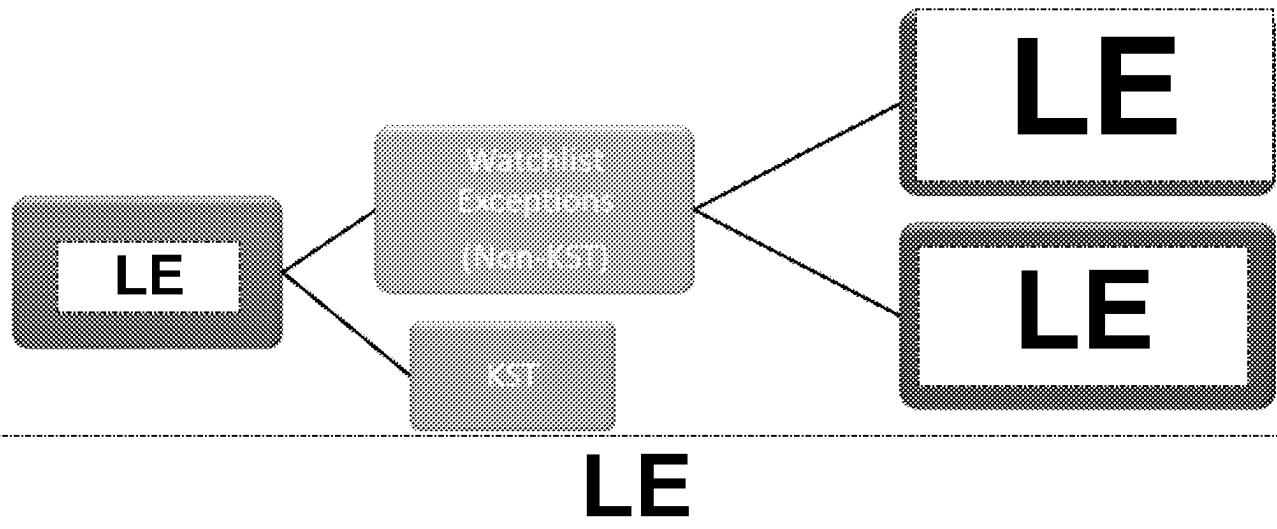 LE
Watchlist
Exceptions
(Non-KST)
KST
LE
LE
LE